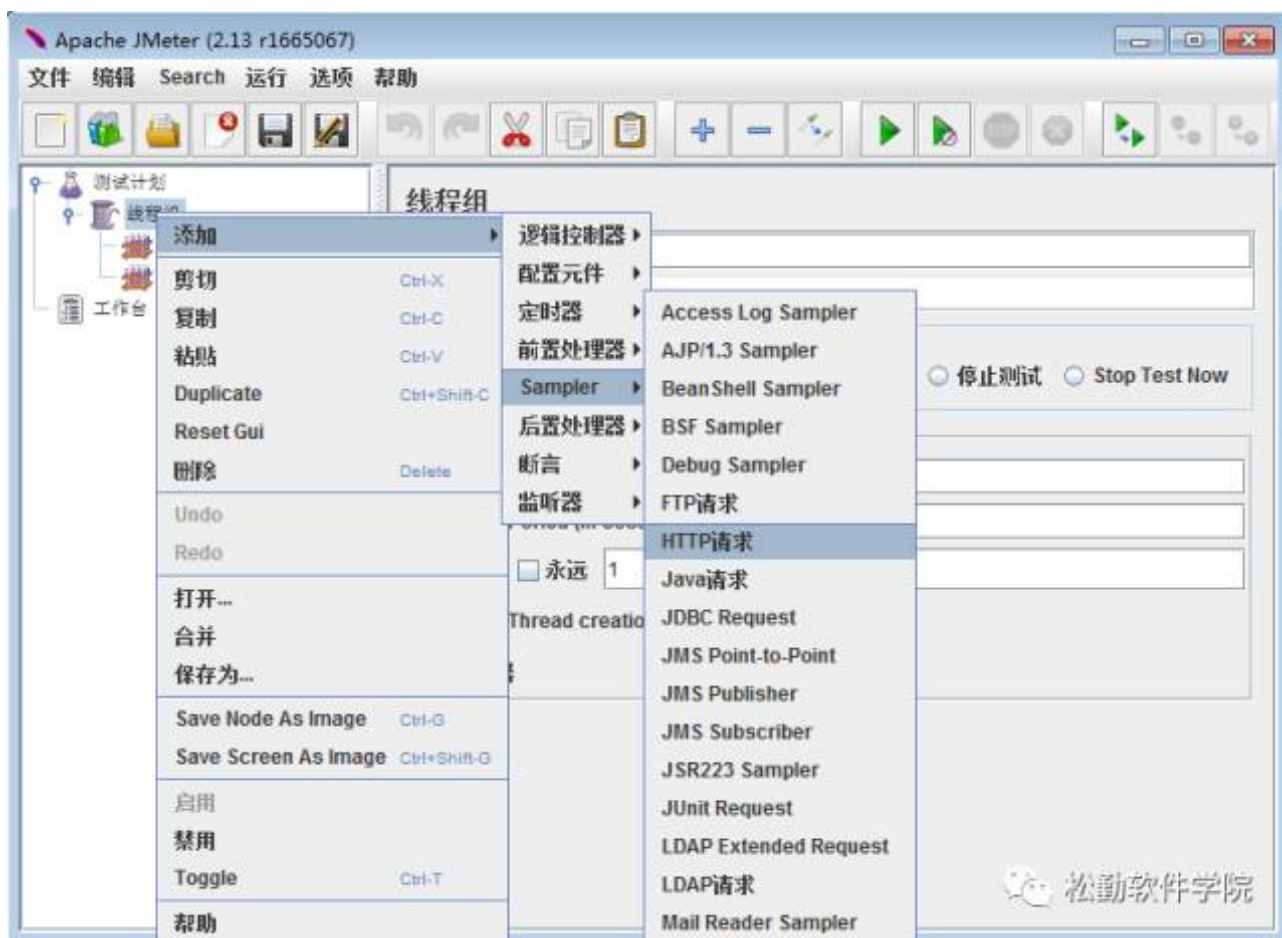 Apache JMeter (2.13 r1665067)
文件 编辑 Search 运行 选项 帮助
测试计划
工作台
线程组
添加
剪切 Ctrl-X
复制 Ctrl-C
粘贴 Ctrl-V
Duplicate Ctrl+Shift-C
Reset Gui
删除 Delete
Undo
Redo
打开...
合并
保存为...
Save Node As Image Ctrl-G
Save Screen As Image Ctrl+Shift-G
启用
禁用
Toggle Ctrl-T
帮助
逻辑控制器
配置元件
定时器
前置处理器
Sampler
后置处理器
断言
监听器
Access Log Sampler
AJP/1.3 Sampler
BeanShell Sampler
BSF Sampler
Debug Sampler
FTP请求
HTTP请求
Java请求
JDBC Request
JMS Point-to-Point
JMS Publisher
JMS Subscriber
JSR223 Sampler
JUnit Request
LDAP Extended Request
LDAP请求
Mail Reader Sampler
停止测试 Stop Test Now
永远 1
Thread creatio
松勤软件学院